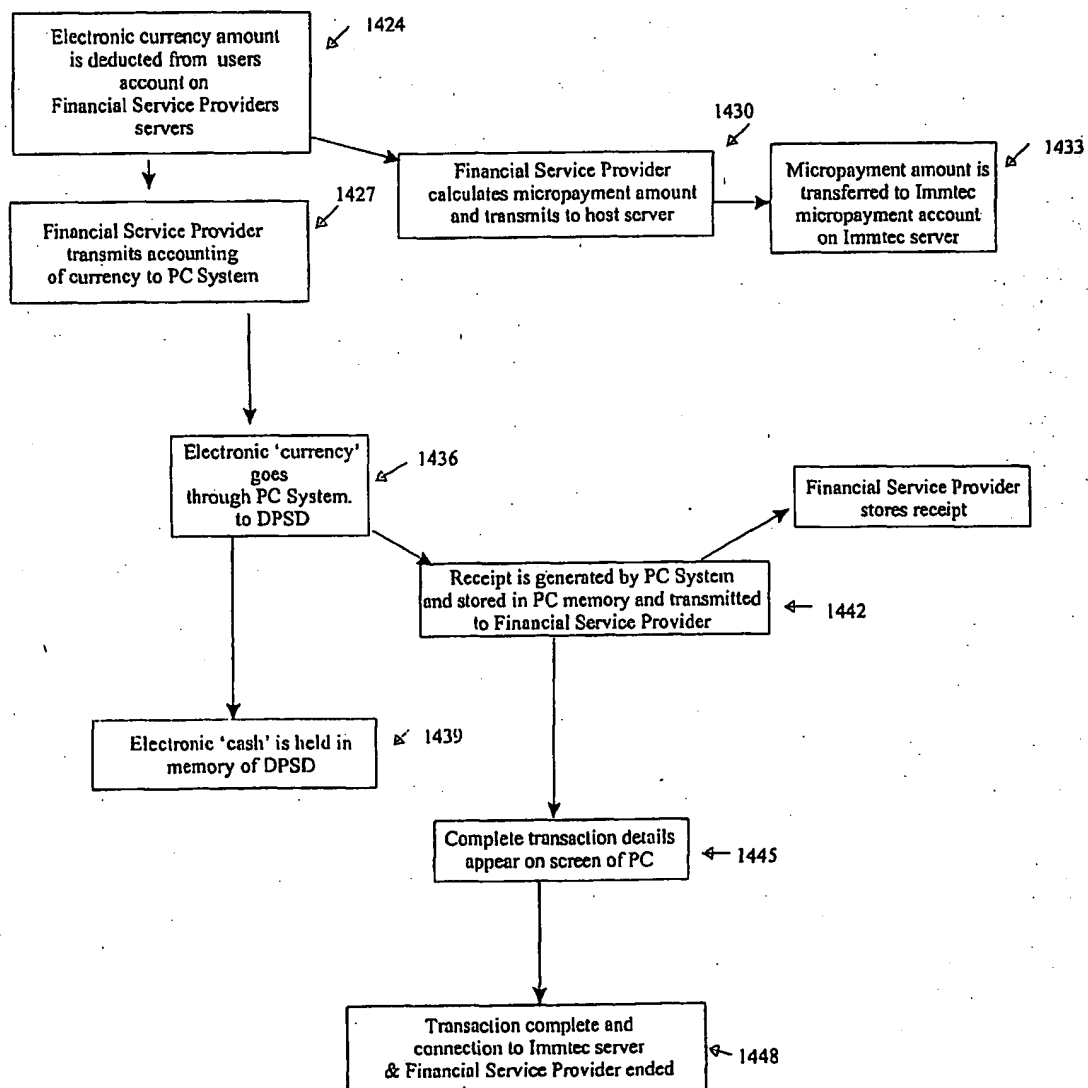 Electronic currency amount
is deducted from users
account on
Financial Service Providers
servers
1424
1430
Financial Service Provider
calculates micropayment amount
and transmits to host server
1433
Micropayment amount is
transferred to Immtec
micropayment account
on Immtec server
1427
Financial Service Provider
transmits accounting
of currency to PC System
Electronic ‘currency’
goes
through PC System.
to DPSD
1436
Financial Service Provider
stores receipt
Receipt is generated by PC System
and stored in PC memory and transmitted
to Financial Service Provider
1442
Electronic ‘cash’ is held in
memory of DPSD
1439
Complete transaction details
appear on screen of PC
1445
Transaction complete and
connection to Immtec server
& Financial Service Provider ended
1448